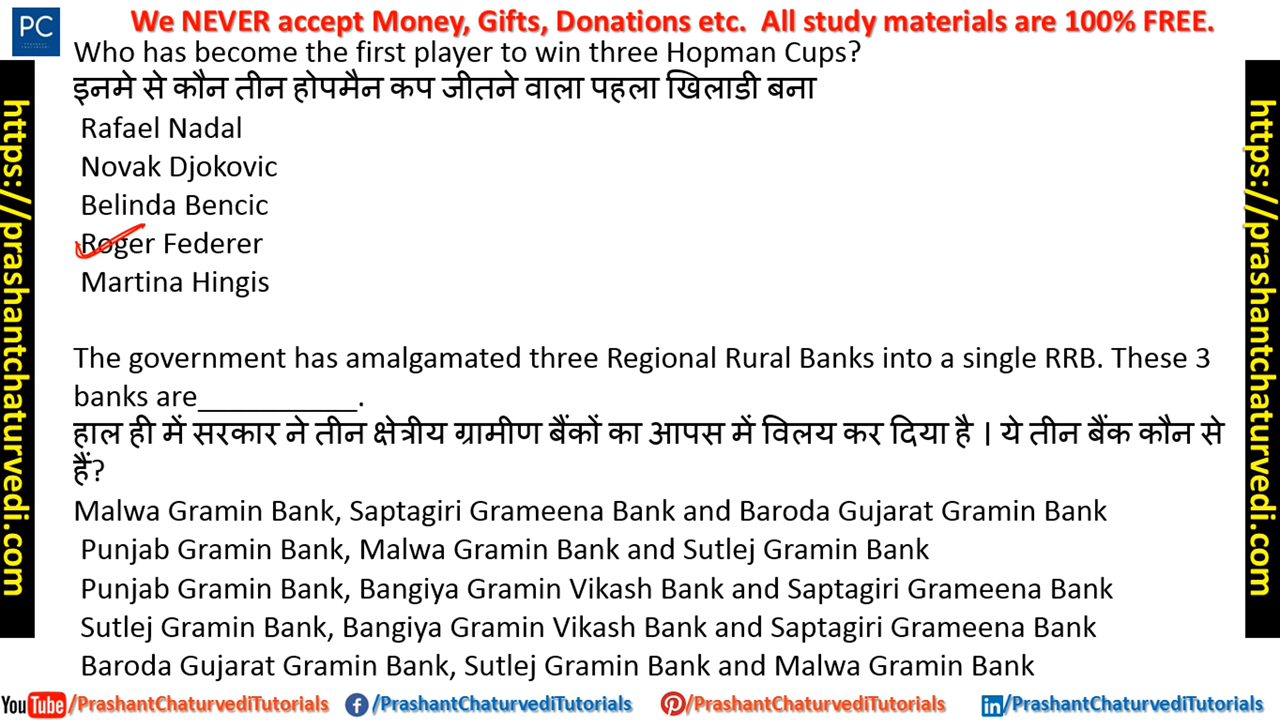 PC
We NEVER accept Money, Gifts, Donations etc. All study materials are 100% FREE.
https://prashantchaturvedi.com
https://prashantchaturvedi.com
Who has become the first player to win three Hopman Cups?
इनमे से कौन तीन होपमैन कप जीतने वाला पहला खिलाडी बना
Rafael Nadal
Novak Djokovic
Belinda Bencic
Roger Federer
Martina Hingis
The government has amalgamated three Regional Rural Banks into a single RRB. These 3
banks are___________.
हाल ही में सरकार ने तीन क्षेत्रीय ग्रामीण बैंकों का आपस में विलय कर दिया है । ये तीन बैंक कौन से
हैं?
Malwa Gramin Bank, Saptagiri Grameena Bank and Baroda Gujarat Gramin Bank
Punjab Gramin Bank, Malwa Gramin Bank and Sutlej Gramin Bank
Punjab Gramin Bank, Bangiya Gramin Vikash Bank and Saptagiri Grameena Bank
Sutlej Gramin Bank, Bangiya Gramin Vikash Bank and Saptagiri Grameena Bank
Baroda Gujarat Gramin Bank, Sutlej Gramin Bank and Malwa Gramin Bank
YouTube/PrashantChaturvediTutorials f/PrashantChaturvediTutorials /PrashantChaturvediTutorials in/PrashantChaturvediTutorials